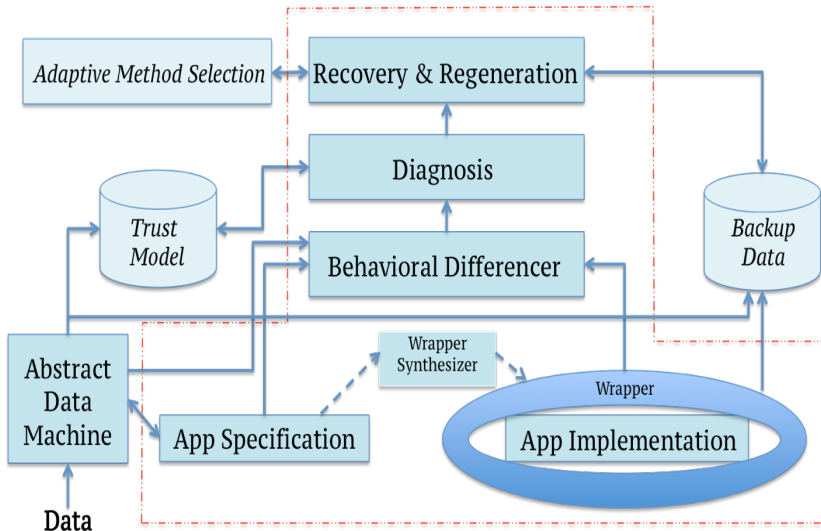 Adaptive Method Selection
Recovery & Regeneration
Diagnosis
Trust
Model
Backup
Data
Behavioral Differencer
Wrapper
Synthesizer
Abstract
Data
Machine
Wrapper
App Specification
App Implementation
Data